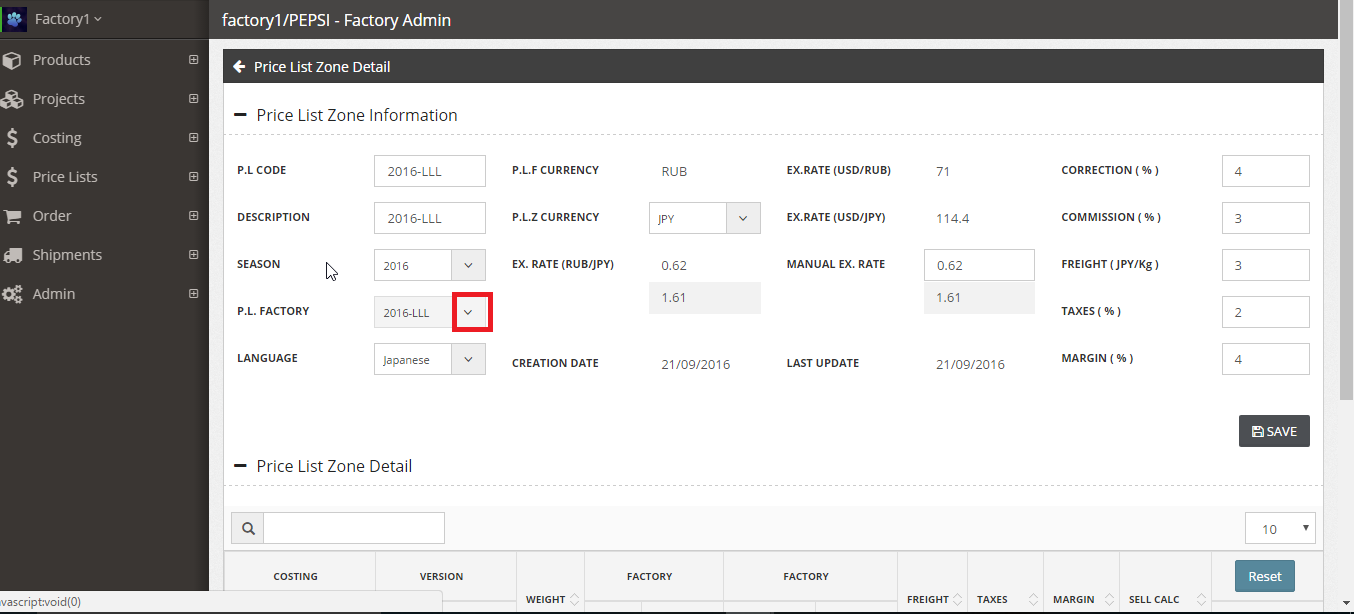 Factory1
factory1/PEPSI - Factory Admin
Products
Projects
Costing
Price Lists
Order
Shipments
Admin
Price List Zone Detail
Price List Zone Information
P.L CODE 2016-LLL P.L.F CURRENCY RUB EX.RATE (USD/RUB) 71 CORRECTION ( % ) 4
DESCRIPTION 2016-LLL P.L.Z CURRENCY JPY EX.RATE (USD/JPY) 114.4 COMMISSION ( % ) 3
SEASON 2016 EX. RATE (RUB/JPY) 0.62 MANUAL EX. RATE 0.62 FREIGHT ( JPY/Kg ) 3
1.61 1.61
P.L. FACTORY 2016-LLL TAXES ( % ) 2
LANGUAGE Japanese CREATION DATE 21/09/2016 LAST UPDATE 21/09/2016 MARGIN ( % ) 4
SAVE
Price List Zone Detail
10
COSTING VERSION FACTORY FACTORY Reset
WEIGHT FREIGHT TAXES MARGIN SELL CALC
vascript:void(0)